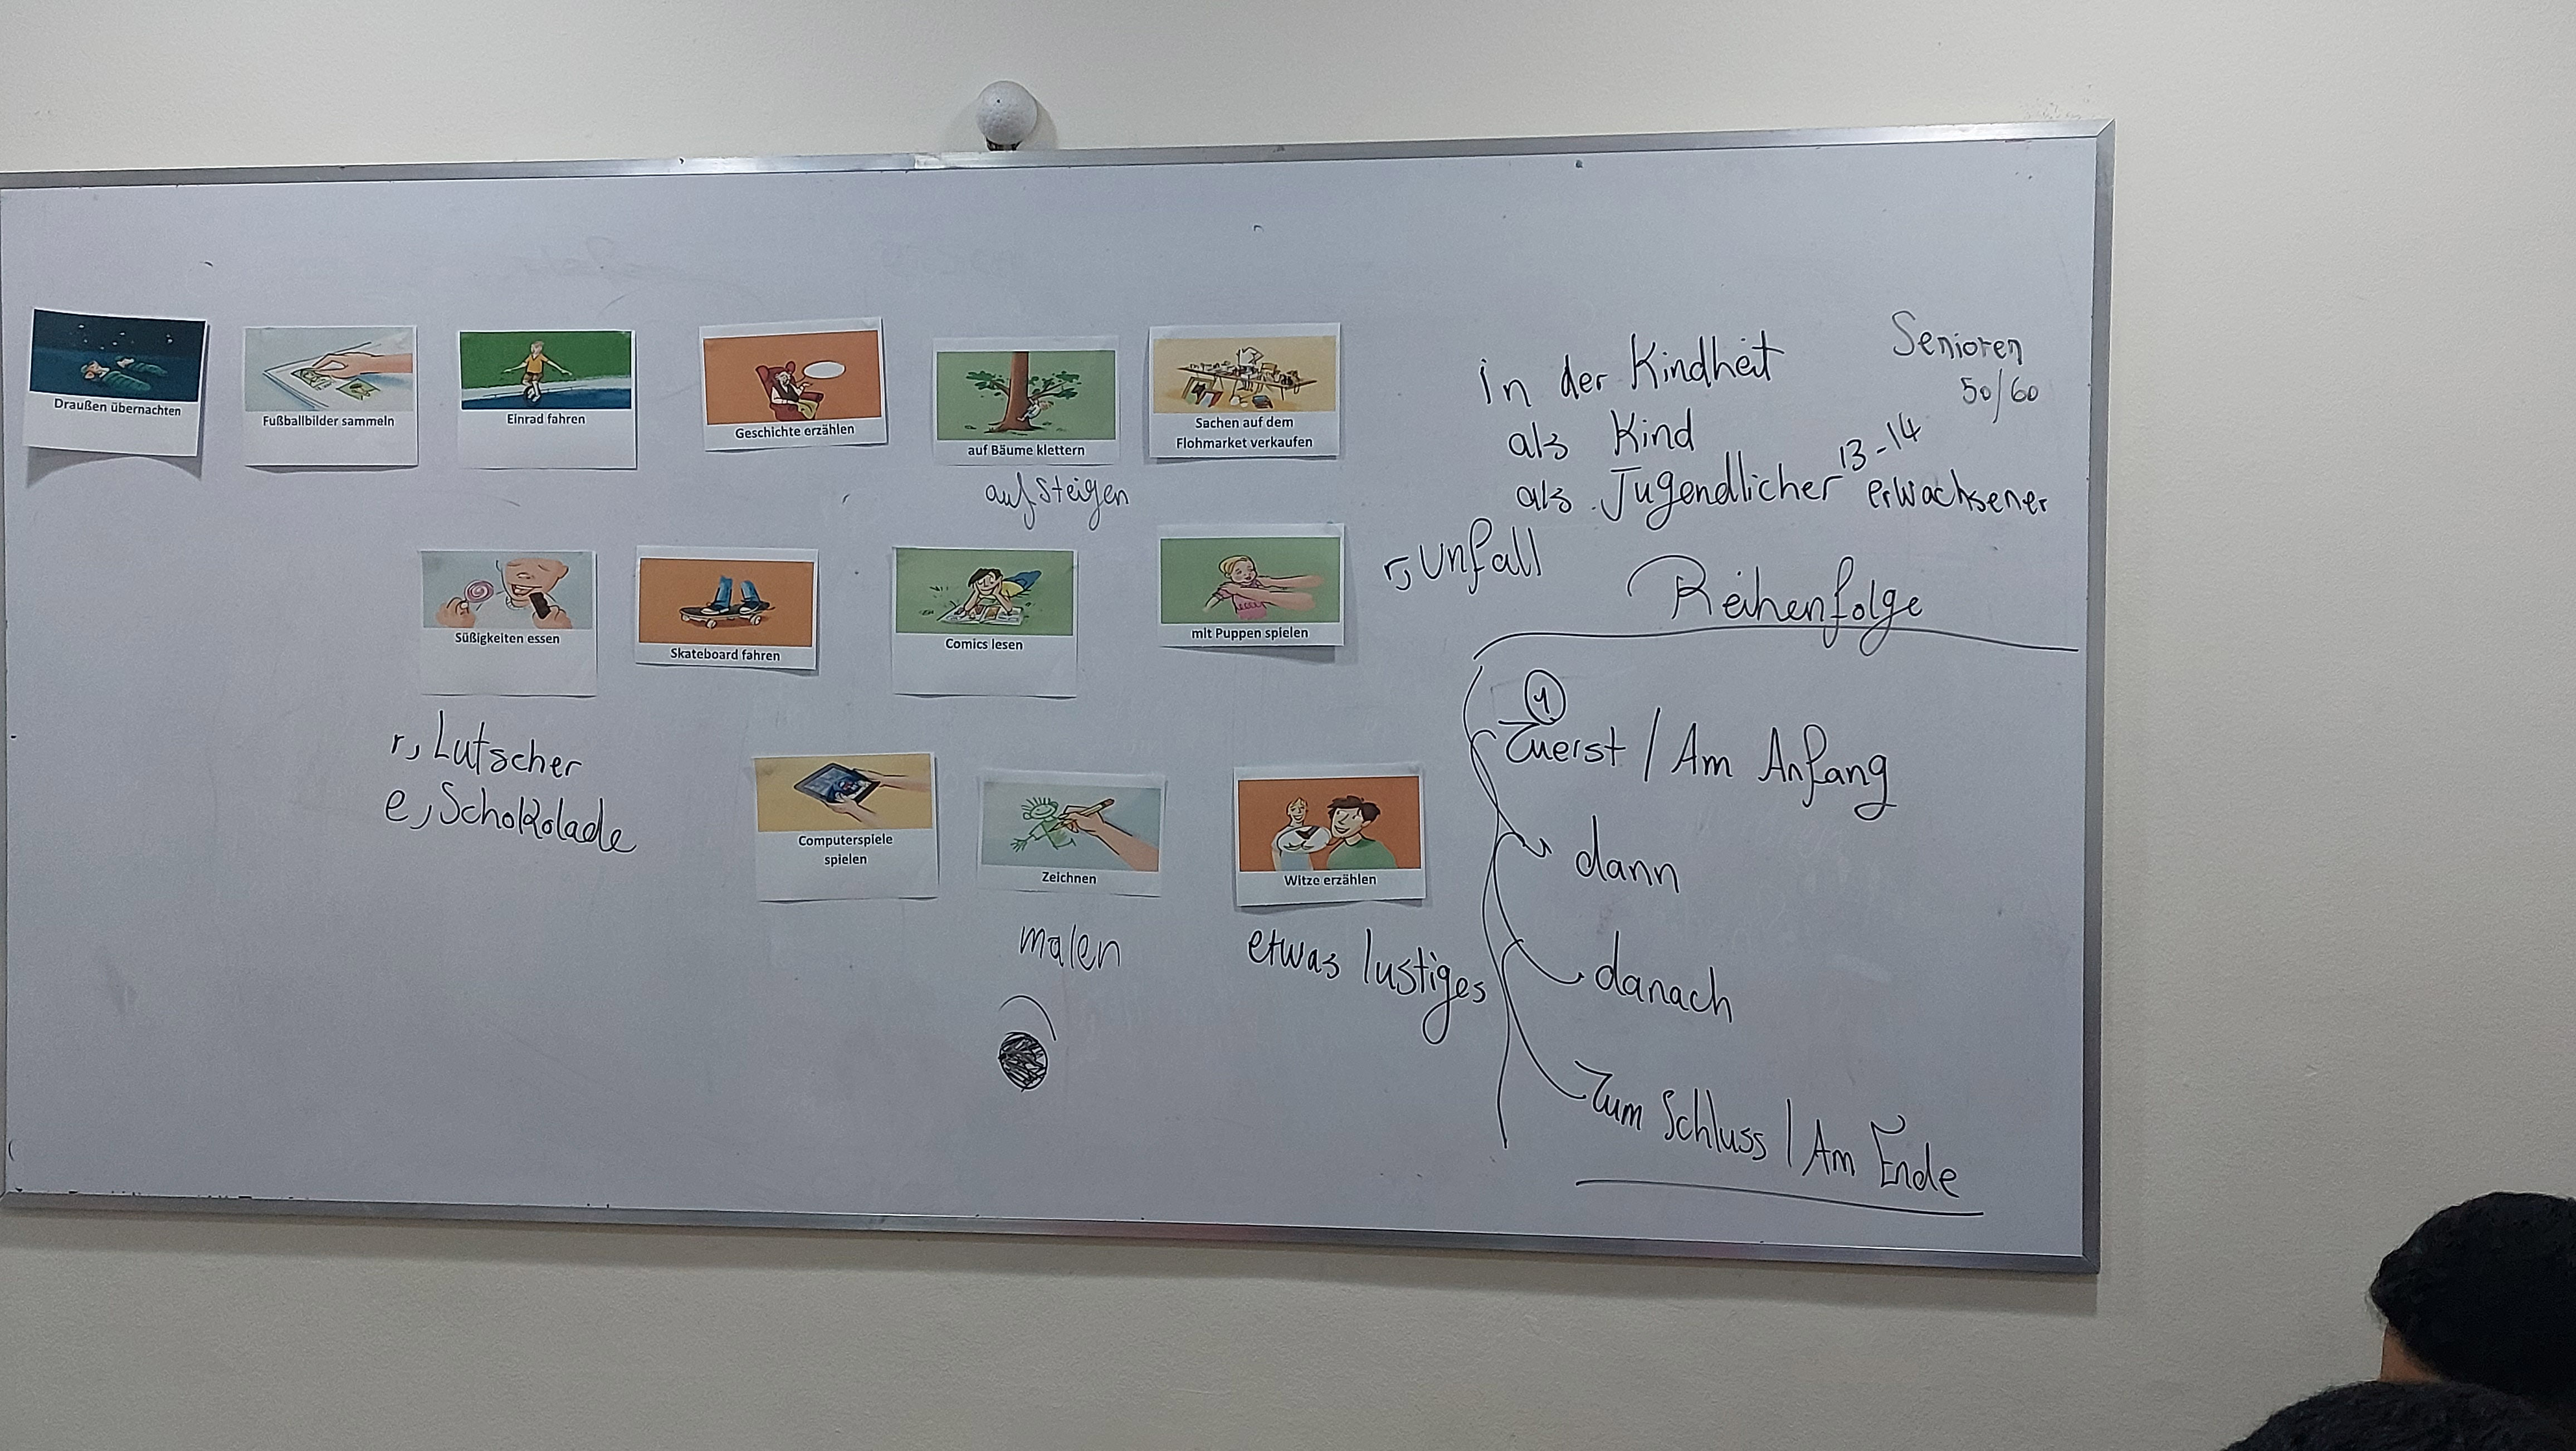 Draußen übernachten
Fußballbilder sammeln
Einrad fahren
Geschichte erzählen
auf Bäume klettern
Sachen auf dem
Flohmarket verkaufen
aufsteigen
Süßigkeiten essen
Skateboard fahren
Comics lesen
mit Puppen spielen
r, Lutscher
e, Schokolade
Computerspiele
spielen
Zeichnen
Witze erzählen
malen
etwas lustiges
in der Kindheit
Senioren
50/60
als Kind
als Jugendlicher 13-14 erwachsener
r, Unfall
Reihenfolge
1
Zuerst / Am Anfang
dann
danach
Zum Schluss / Am Ende